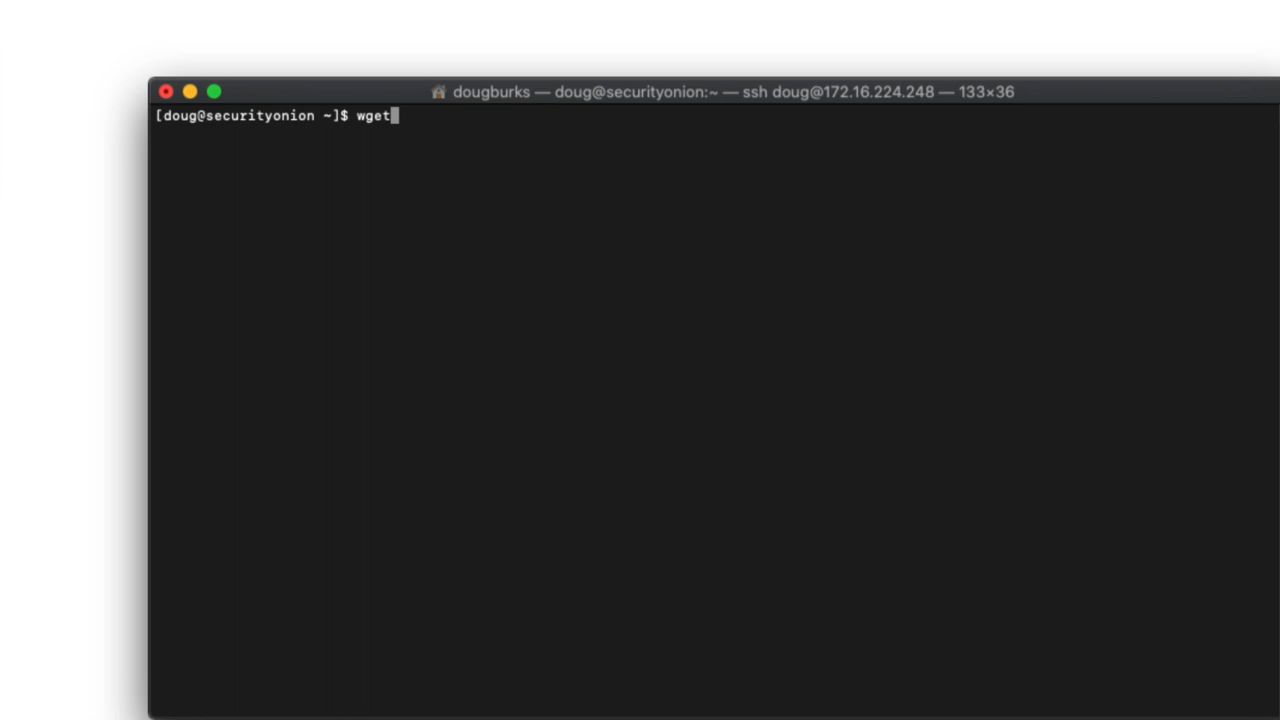 dougburks — doug@securityonion:~ — ssh doug@172.16.224.248 — 133×36
[doug@securityonion ~]$ wget